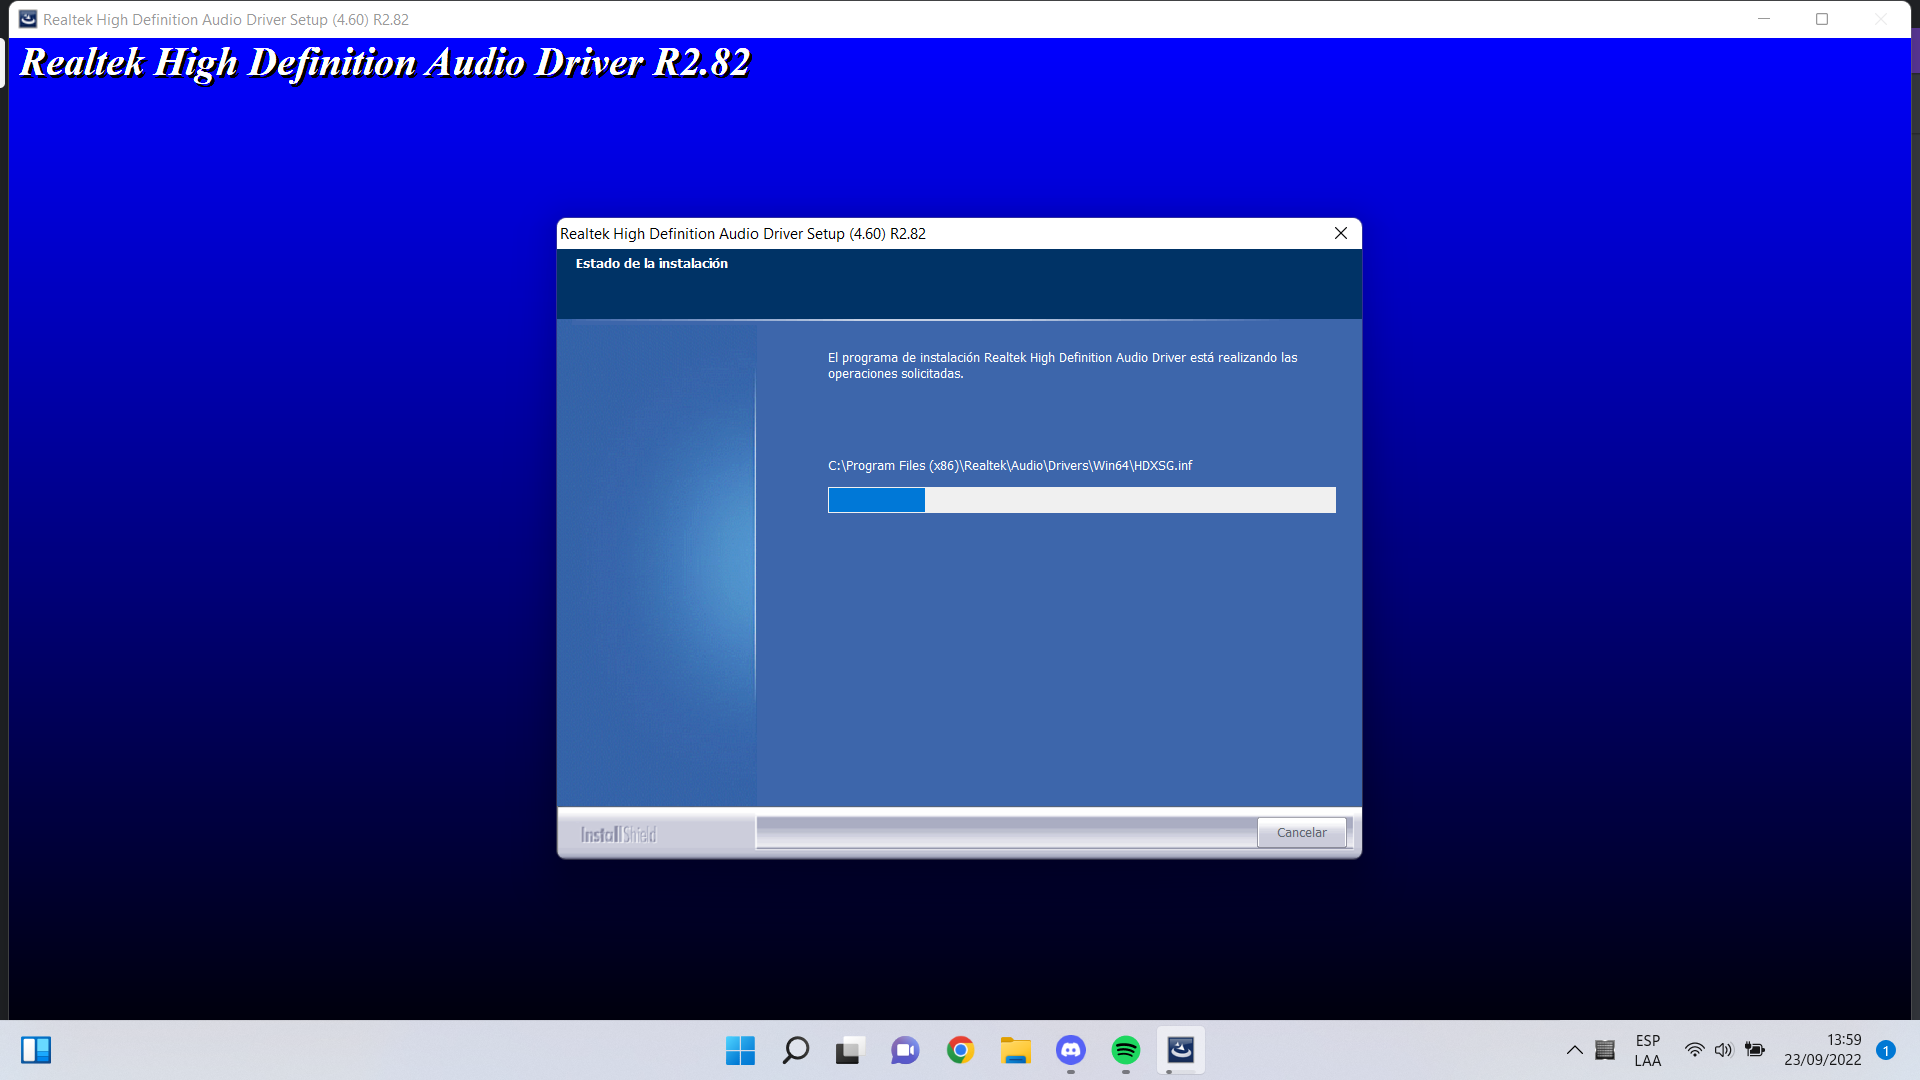 Realtek High Definition Audio Driver Setup (4.60) R2.82
Realtek High Definition Audio Driver R2.82
Realtek High Definition Audio Driver Setup (4.60) R2.82
Estado de la instalación
El programa de instalación Realtek High Definition Audio Driver está realizando las
operaciones solicitadas.
C:\Program Files (x86)\Realtek\Audio\Drivers\Win64\HDXSG.inf
InstallShield
Cancelar
ESP
LAA
13:59
23/09/2022
1